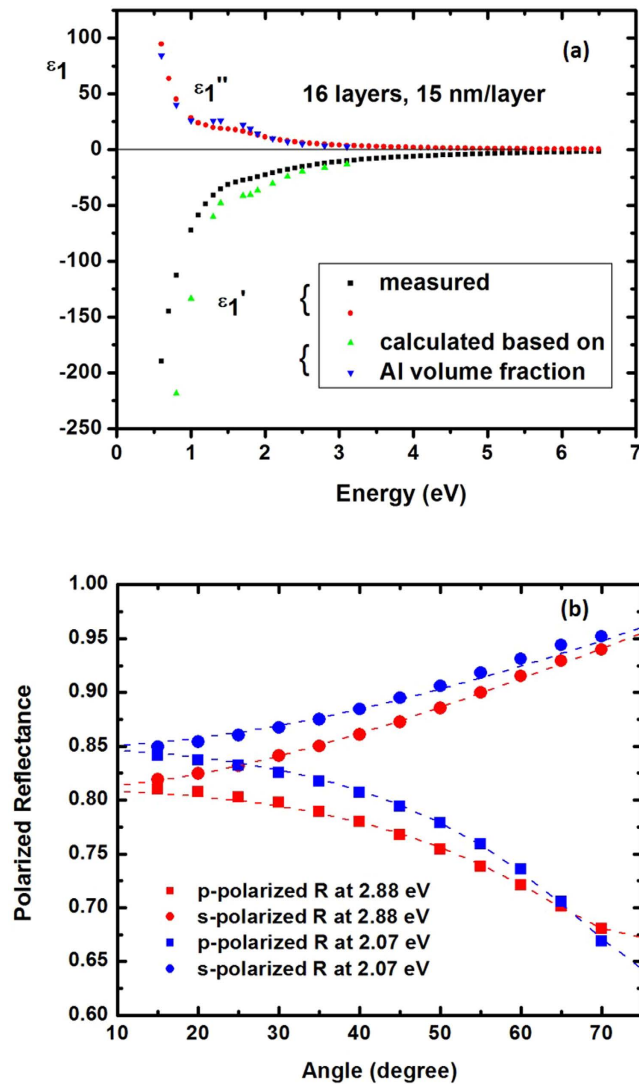 (a)
ε1
ε1"
16 layers, 15 nm/layer
100
50
0
-50
-100
-150
-200
-250
ε1'
{ measured
{ calculated based on
Al volume fraction
0 1 2 3 4 5 6 7
Energy (eV)
(b)
Polarized Reflectance
1.00
0.95
0.90
0.85
0.80
0.75
0.70
0.65
0.60
p-polarized R at 2.88 eV
s-polarized R at 2.88 eV
p-polarized R at 2.07 eV
s-polarized R at 2.07 eV
10 20 30 40 50 60 70
Angle (degree)